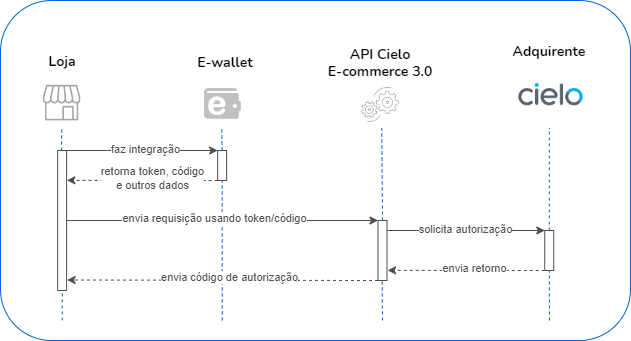 Loja
E-wallet
API Cielo
E-commerce 3.0
Adquirente
e
cielo
faz integração
retorna token, código
e outros dados
envia requisição usando token/código
solicita autorização
envia retorno
envia código de autorização